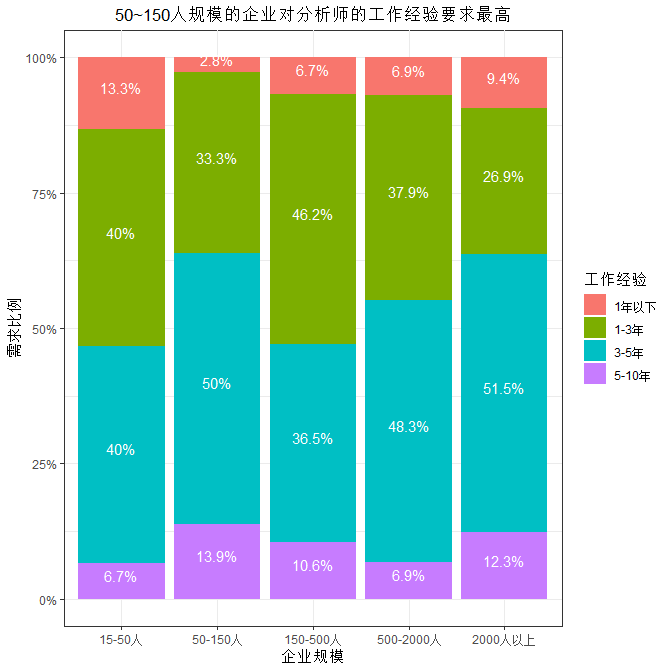 50~150人规模的企业对分析师的工作经验要求最高
需求比例
100%
75%
50%
25%
0%
13.3%
40%
40%
6.7%
2.8%
33.3%
50%
13.9%
6.7%
46.2%
36.5%
10.6%
6.9%
37.9%
48.3%
6.9%
9.4%
26.9%
51.5%
12.3%
15-50人
50-150人
150-500人
500-2000人
2000人以上
企业规模
工作经验
1年以下
1-3年
3-5年
5-10年